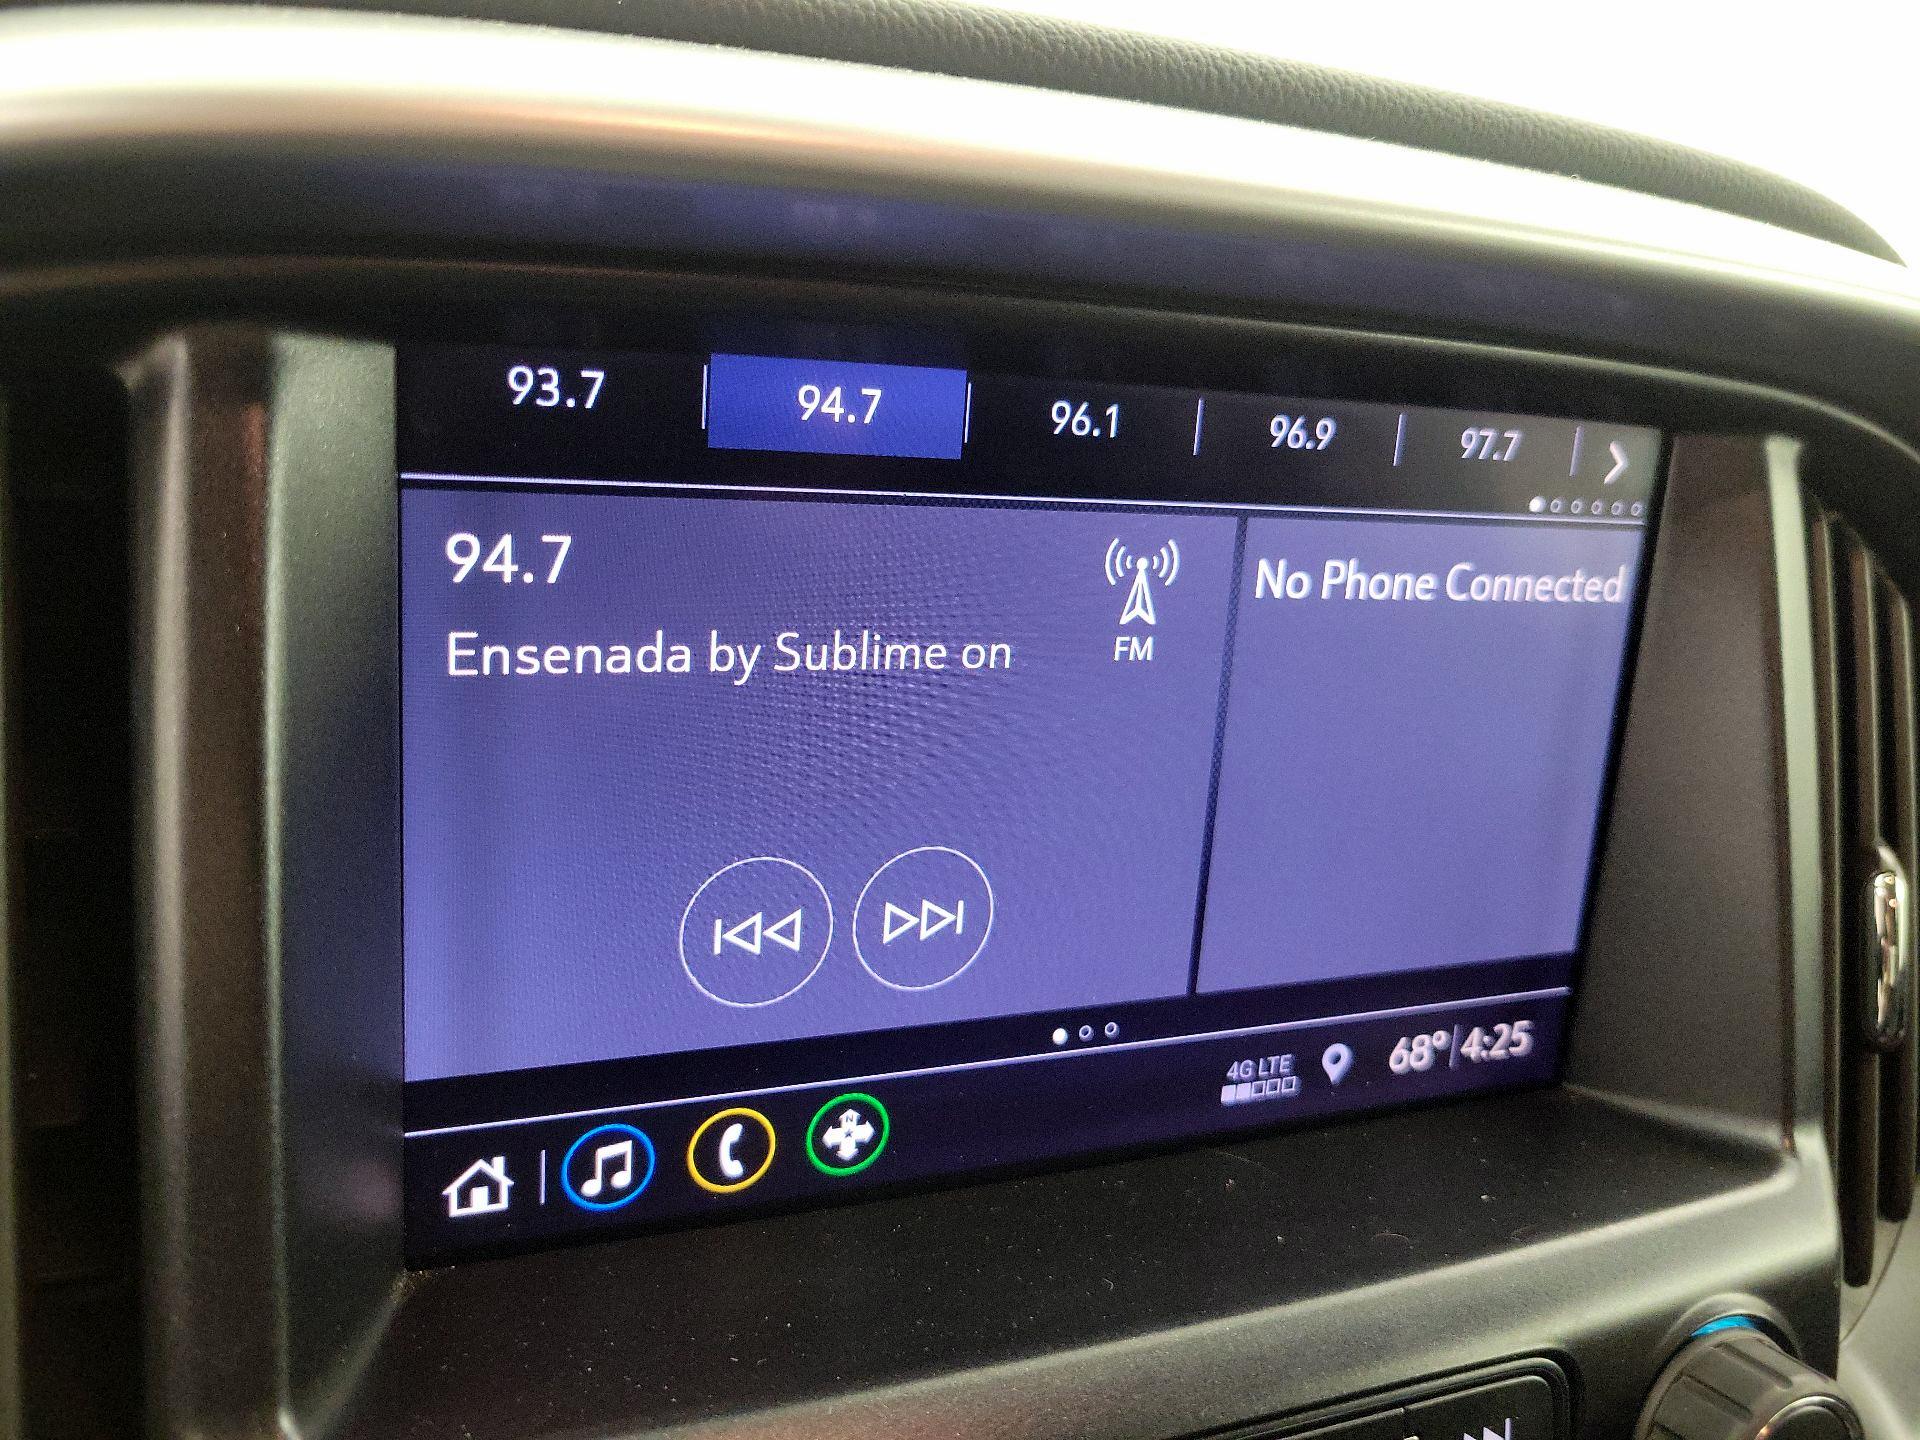 93.7
94.7
96.1
96.9
97.7
94.7
FM
Ensenada by Sublime on
No Phone Connected
4G LTE
68° 4:25
N